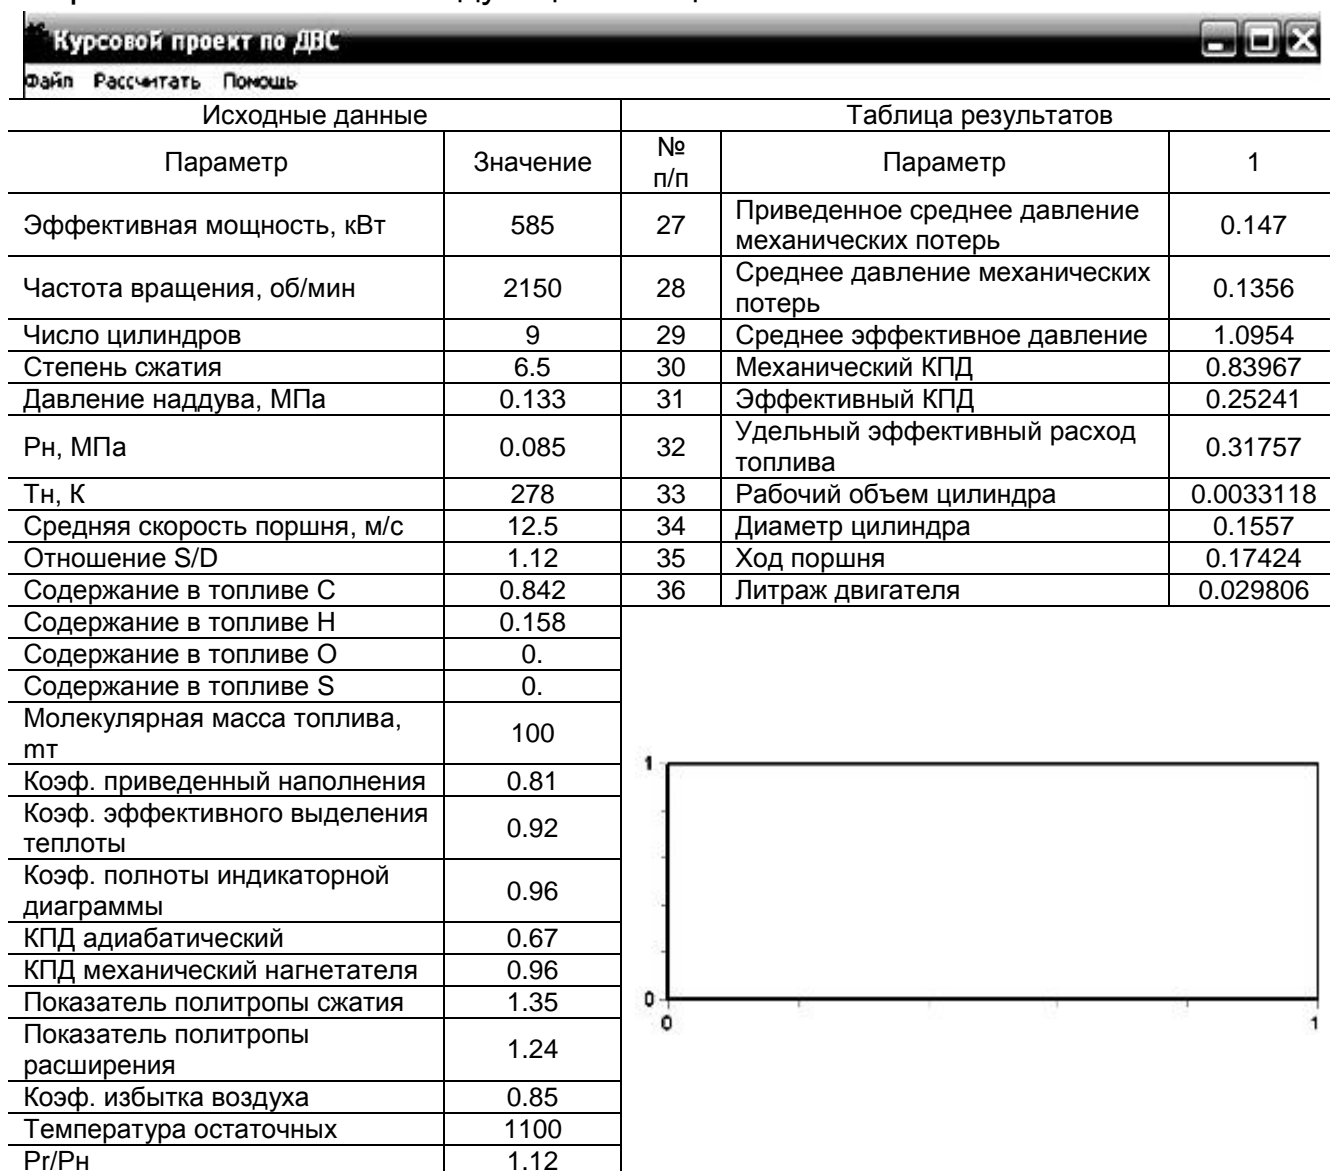 Курсовой проект по ДВС
Файл Рассчитать Помощь
Исходные данные Таблица результатов
Параметр Значение № п/п Параметр 1
Эффективная мощность, кВт 585 27 Приведенное среднее давление механических потерь 0.147
Частота вращения, об/мин 2150 28 Среднее давление механических потерь 0.1356
Число цилиндров 9 29 Среднее эффективное давление 1.0954
Степень сжатия 6.5 30 Механический КПД 0.83967
Давление наддува, МПа 0.133 31 Эффективный КПД 0.25241
Рн, МПа 0.085 32 Удельный эффективный расход топлива 0.31757
Тн, К 278 33 Рабочий объем цилиндра 0.0033118
Средняя скорость поршня, м/с 12.5 34 Диаметр цилиндра 0.1557
Отношение S/D 1.12 35 Ход поршня 0.17424
Содержание в топливе С 0.842 36 Литраж двигателя 0.029806
Содержание в топливе Н 0.158
Содержание в топливе О 0.
Содержание в топливе S 0.
Молекулярная масса топлива, mт 100
Коэф. приведенный наполнения 0.81
Коэф. эффективного выделения теплоты 0.92
Коэф. полноты индикаторной диаграммы 0.96
КПД адиабатический 0.67
КПД механический нагнетателя 0.96
Показатель политропы сжатия 1.35
Показатель политропы расширения 1.24
Коэф. избытка воздуха 0.85
Температура остаточных 1100
Pr/Рн 1.12
1
0
0 1